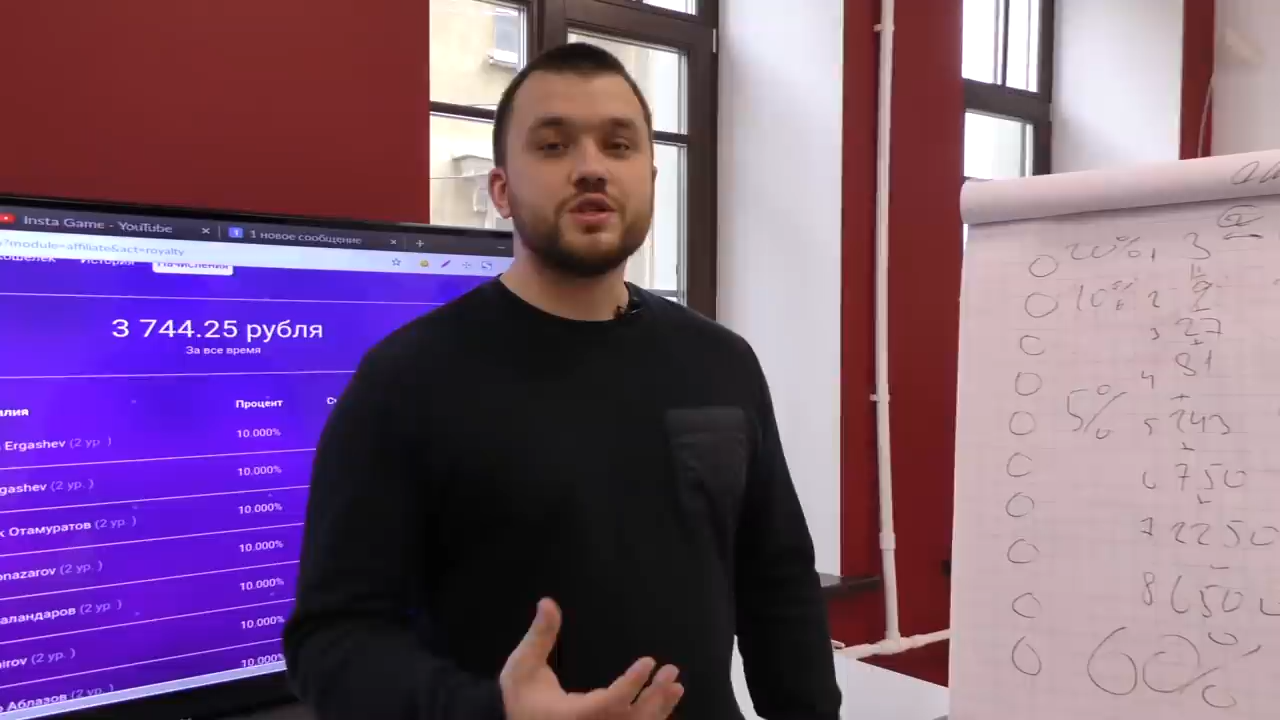 Insta Game - YouTube
1 новое сообщение
?module=affiliate&act=royalty
кошелек История Начисления
3 744.25 рубля
За все время
Процент
Ergashev (2 ур. ) 10.000%
gashev (2 ур. ) 10.000%
к Отамуратов (2 ур. ) 10.000%
onazarov (2 ур. ) 10.000%
аландаров (2 ур. ) 10.000%
irov (2 ур. ) 10.000%
Аблазов (2 ур. ) 10.000%
20% 1 3
10% 2 9
3 27
4 81
5% 5 243
6 750
7 2250
8 650
60%